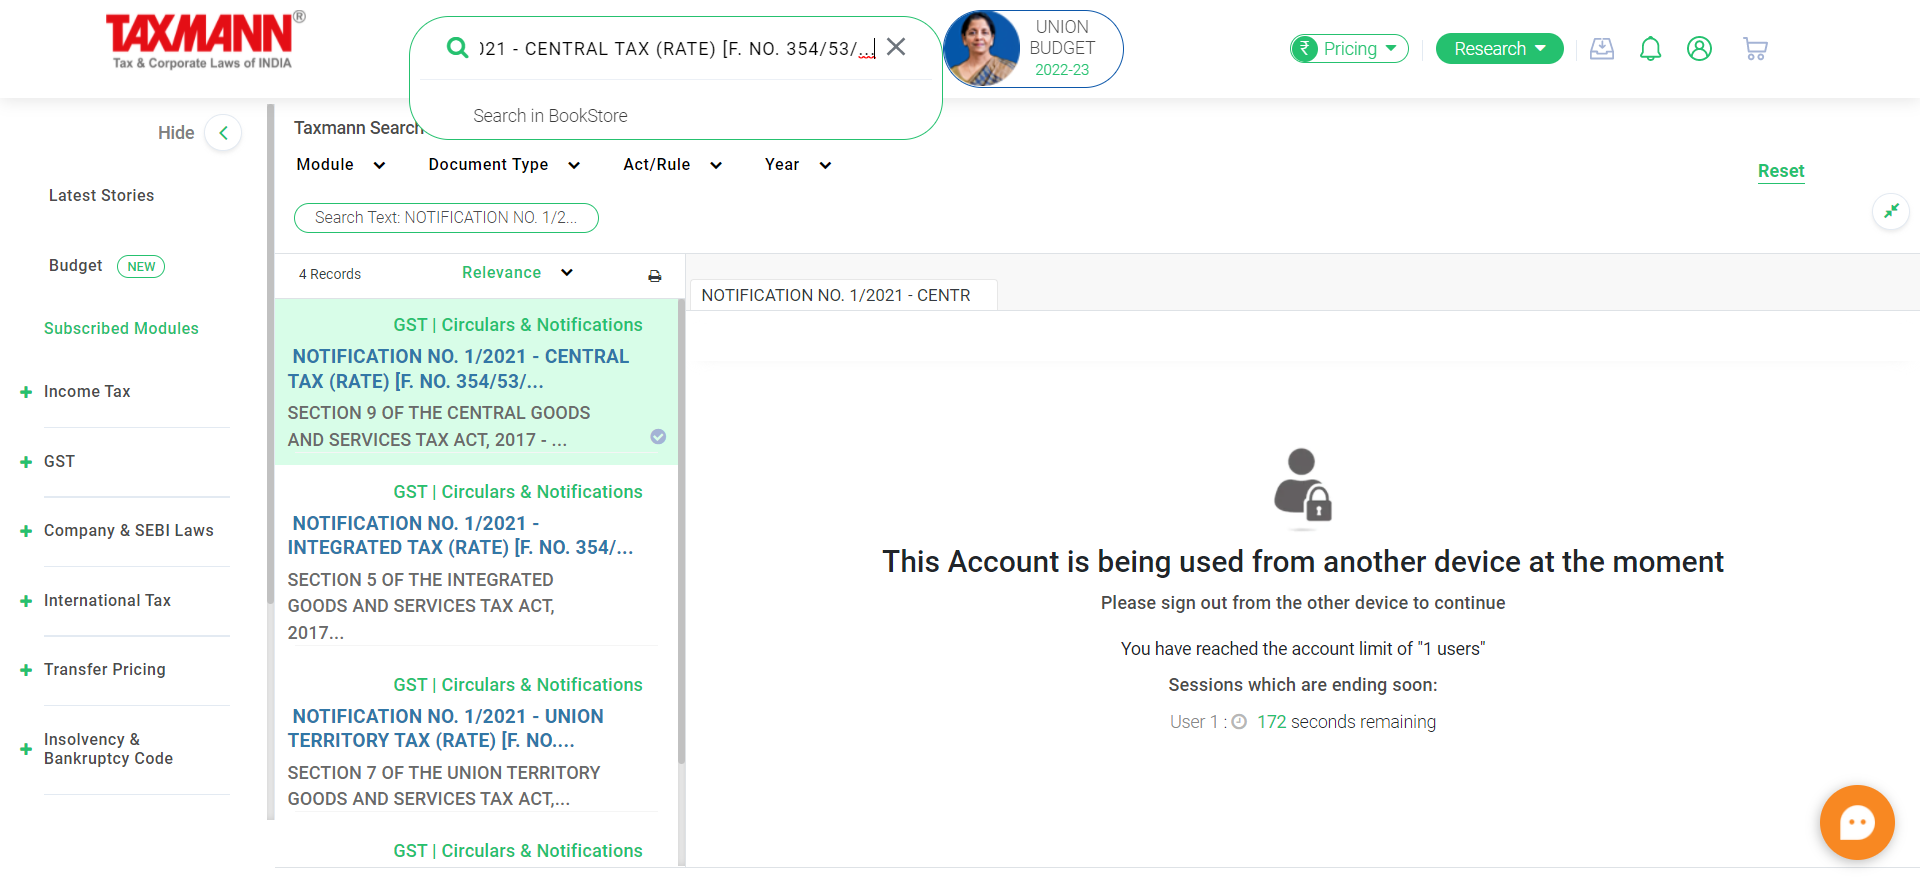 TAXMANN®
Tax & Corporate Laws of INDIA
021 - CENTRAL TAX (RATE) [F. NO. 354/53/...
Search in BookStore
UNION
BUDGET
2022-23
₹ Pricing
Research
Hide
Latest Stories
Budget NEW
Subscribed Modules
+ Income Tax
+ GST
+ Company & SEBI Laws
+ International Tax
+ Transfer Pricing
+ Insolvency &
Bankruptcy Code
Taxmann Search
Module
Document Type
Act/Rule
Year
Reset
Search Text: NOTIFICATION NO. 1/2...
4 Records
Relevance
GST | Circulars & Notifications
NOTIFICATION NO. 1/2021 - CENTRAL
TAX (RATE) [F. NO. 354/53/...
SECTION 9 OF THE CENTRAL GOODS
AND SERVICES TAX ACT, 2017 - ...
GST | Circulars & Notifications
NOTIFICATION NO. 1/2021 -
INTEGRATED TAX (RATE) [F. NO. 354/...
SECTION 5 OF THE INTEGRATED
GOODS AND SERVICES TAX ACT,
2017...
GST | Circulars & Notifications
NOTIFICATION NO. 1/2021 - UNION
TERRITORY TAX (RATE) [F. NO....
SECTION 7 OF THE UNION TERRITORY
GOODS AND SERVICES TAX ACT,...
GST | Circulars & Notifications
NOTIFICATION NO. 1/2021 - CENTR
This Account is being used from another device at the moment
Please sign out from the other device to continue
You have reached the account limit of "1 users"
Sessions which are ending soon:
User 1 : 172 seconds remaining